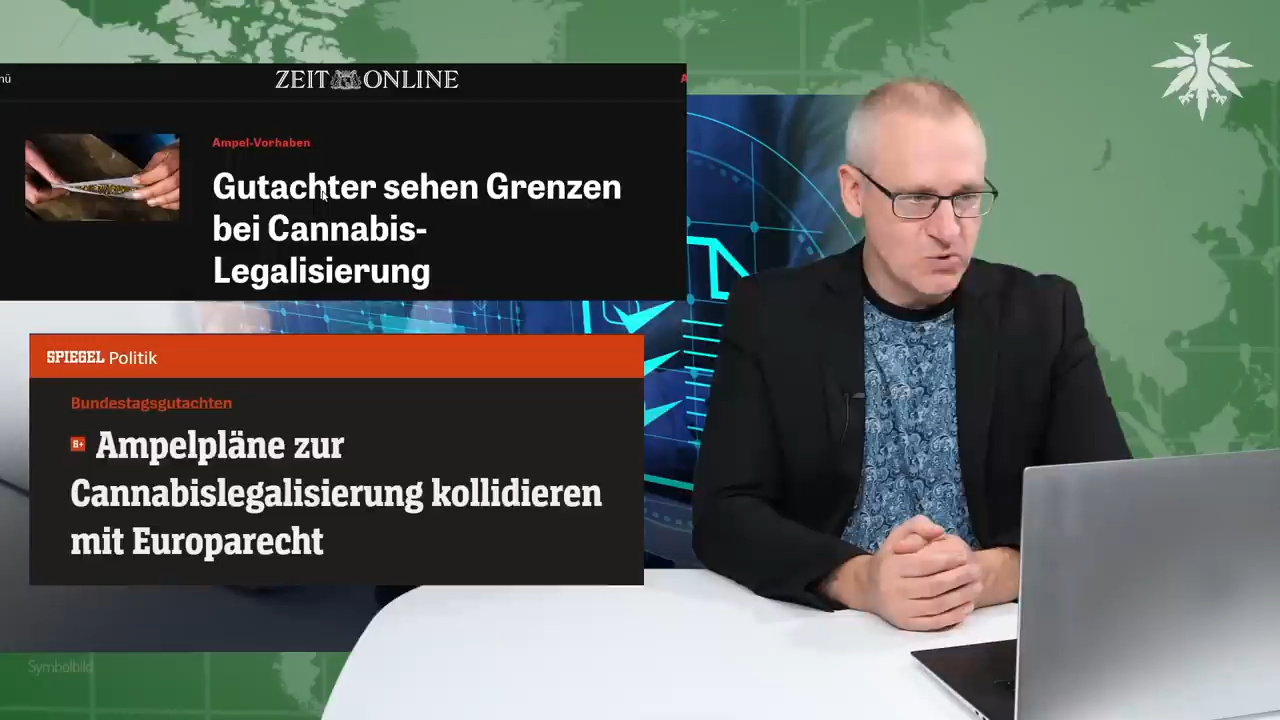 nü
ZEIT ONLINE
A
Ampel-Vorhaben
Gutachter sehen Grenzen
bei Cannabis-
Legalisierung
SPIEGEL Politik
Bundestagsgutachten
S+ Ampelpläne zur
Cannabislegalisierung kollidieren
mit Europarecht
Symbolbild